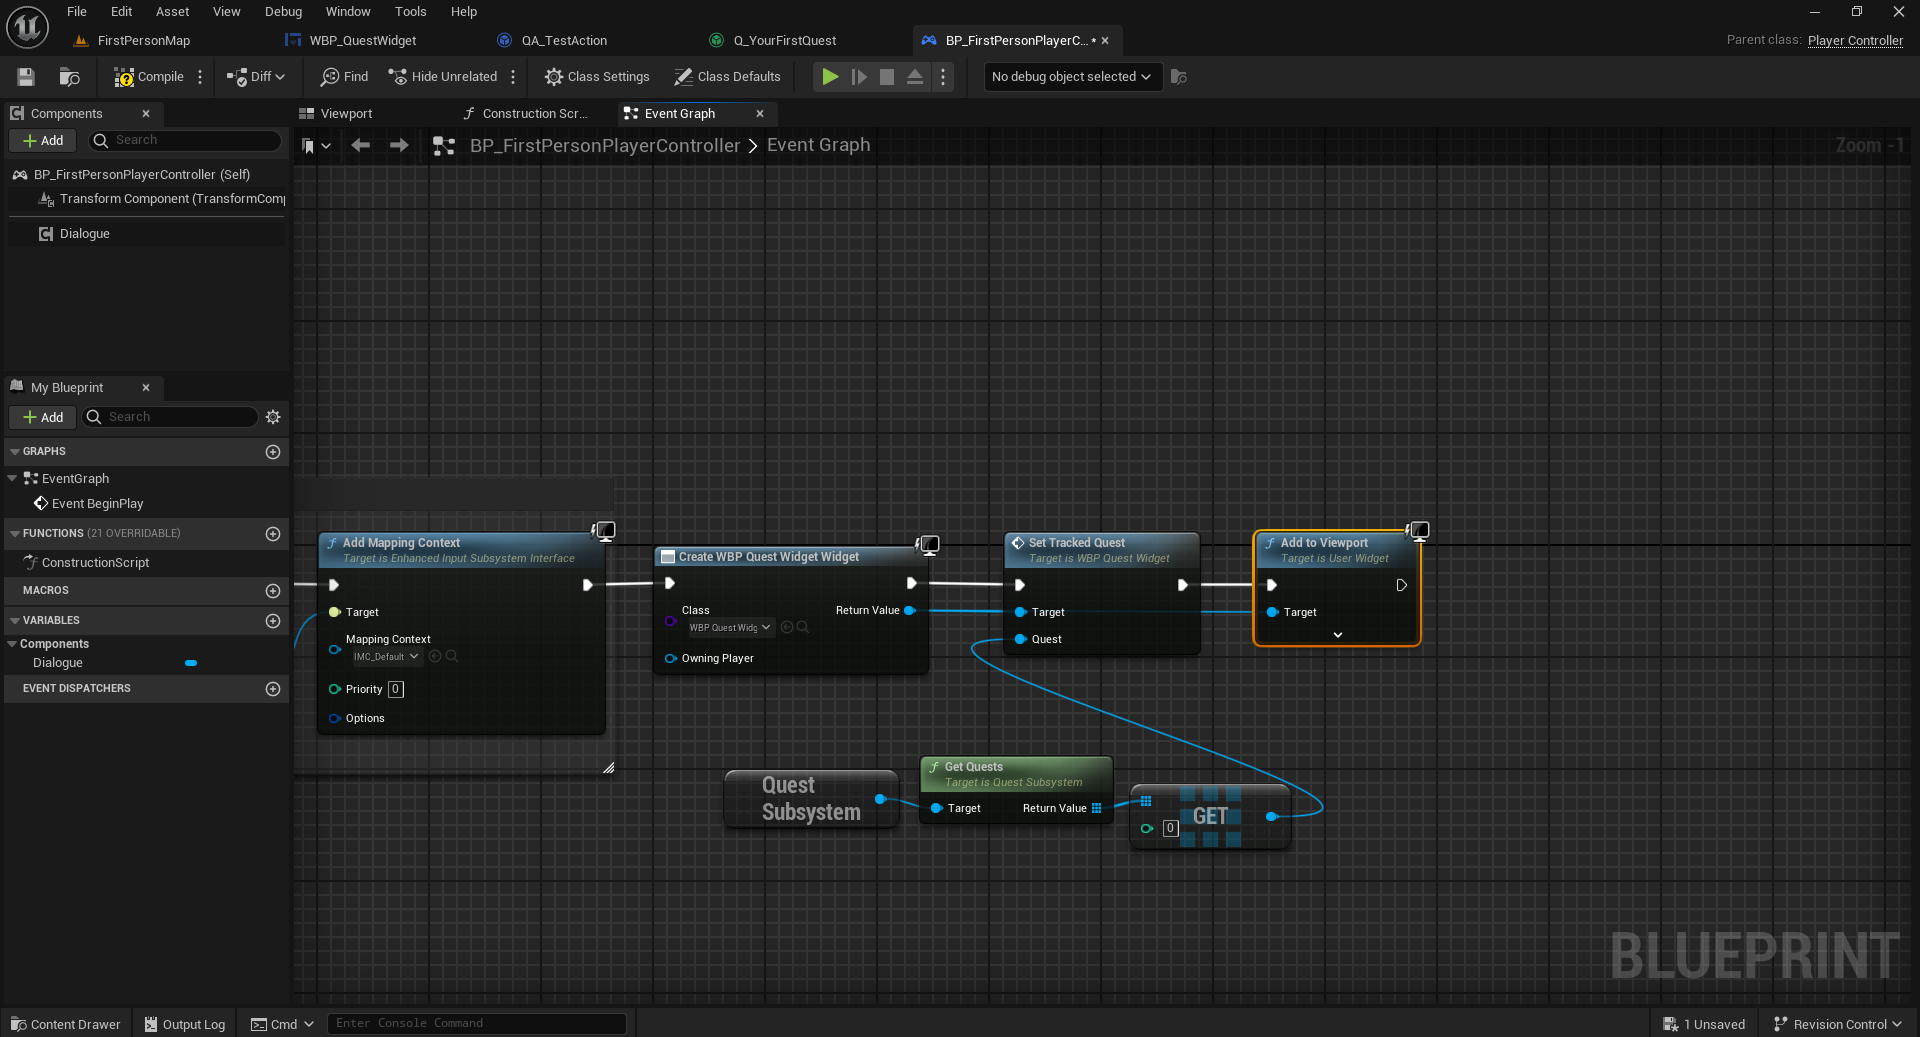 File Edit Asset View Debug Window Tools Help
FirstPersonMap WBP_QuestWidget QA_TestAction Q_YourFirstQuest BP_FirstPersonPlayerC...* Parent class: Player Controller
Compile Diff Find Hide Unrelated Class Settings Class Defaults No debug object selected
Components Viewport Construction Scr... Event Graph
Add Search BP_FirstPersonPlayerController > Event Graph Zoom -1
BP_FirstPersonPlayerController (Self)
Transform Component (TransformComp
Dialogue
My Blueprint
Add Search
GRAPHS
EventGraph
Event BeginPlay
FUNCTIONS (21 OVERRIDABLE)
ConstructionScript
MACROS
VARIABLES
Components
Dialogue
EVENT DISPATCHERS
Add Mapping Context
Target is Enhanced Input Subsystem Interface
Target
Mapping Context
IMC_Default
Priority 0
Options
Create WBP Quest Widget Widget
Class Return Value
WBP Quest Widg
Owning Player
Set Tracked Quest
Target is WBP Quest Widget
Target
Quest
Add to Viewport
Target is User Widget
Target
Quest
Subsystem
Get Quests
Target is Quest Subsystem
Target Return Value
GET
0
BLUEPRINT
Content Drawer Output Log Cmd Enter Console Command 1 Unsaved Revision Control